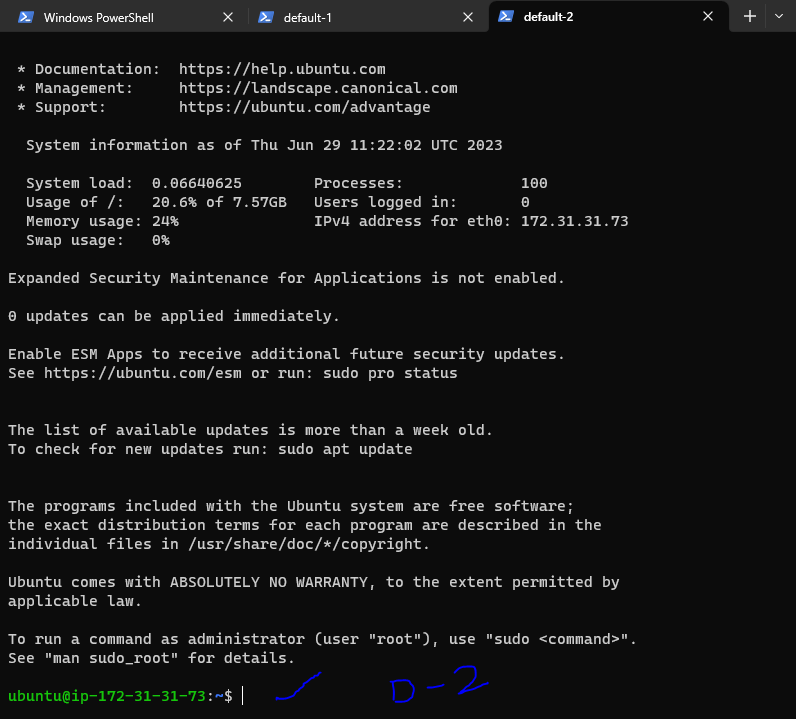 Windows PowerShell default-1 default-2
* Documentation: https://help.ubuntu.com
* Management: https://landscape.canonical.com
* Support: https://ubuntu.com/advantage
System information as of Thu Jun 29 11:22:02 UTC 2023
System load: 0.06640625 Processes: 100
Usage of /: 20.6% of 7.57GB Users logged in: 0
Memory usage: 24% IPv4 address for eth0: 172.31.31.73
Swap usage: 0%
Expanded Security Maintenance for Applications is not enabled.
0 updates can be applied immediately.
Enable ESM Apps to receive additional future security updates.
See https://ubuntu.com/esm or run: sudo pro status
The list of available updates is more than a week old.
To check for new updates run: sudo apt update
The programs included with the Ubuntu system are free software;
the exact distribution terms for each program are described in the
individual files in /usr/share/doc/*/copyright.
Ubuntu comes with ABSOLUTELY NO WARRANTY, to the extent permitted by
applicable law.
To run a command as administrator (user "root"), use "sudo <command>".
See "man sudo_root" for details.
ubuntu@ip-172-31-31-73:~$ ✓ D-2